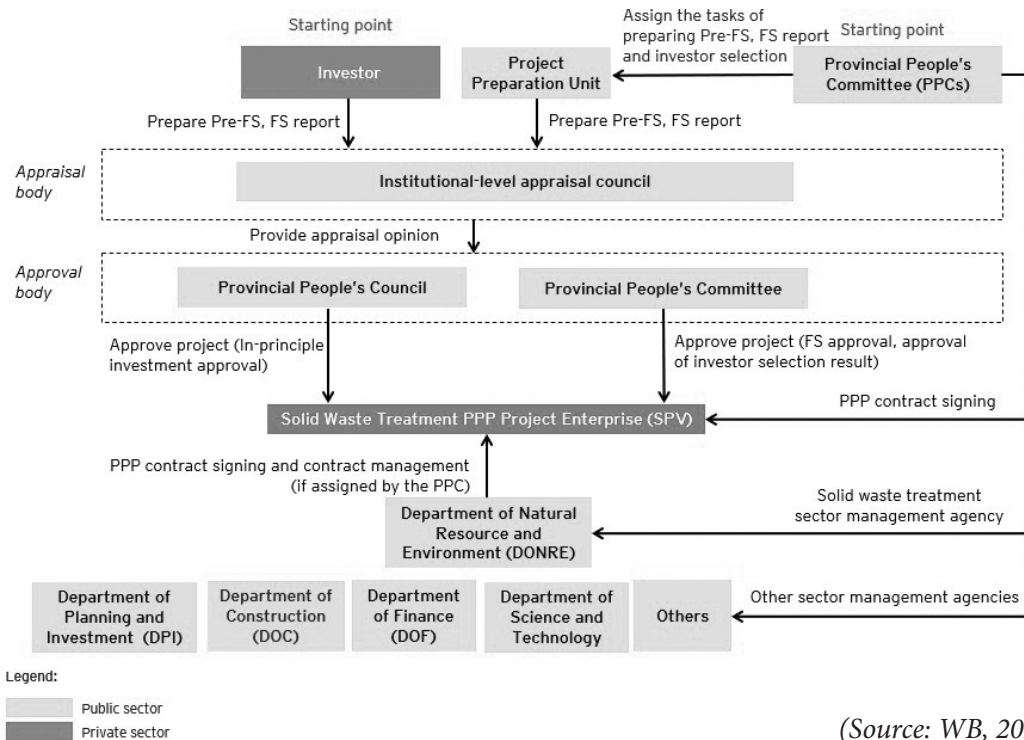 Starting point
Assign the tasks of
preparing Pre-FS, FS report
and investor selection
Starting point
Investor
Project
Preparation Unit
Provincial People's
Committee (PPCs)
Prepare Pre-FS, FS report
Prepare Pre-FS, FS report
Appraisal
body
Institutional-level appraisal council
Provide appraisal opinion
Approval
body
Provincial People's Council
Provincial People's Committee
Approve project (In-principle
investment approval)
Approve project (FS approval, approval
of investor selection result)
PPP contract signing
Solid Waste Treatment PPP Project Enterprise (SPV)
PPP contract signing and contract management
(if assigned by the PPC)
Solid waste treatment
sector management agency
Department of Natural
Resource and
Environment (DONRE)
Department of
Planning and
Investment (DPI)
Department of
Construction
(DOC)
Department
of Finance
(DOF)
Department of
Science and
Technology
Others
Other sector management agencies
Legend:
Public sector
Private sector
(Source: WB, 20